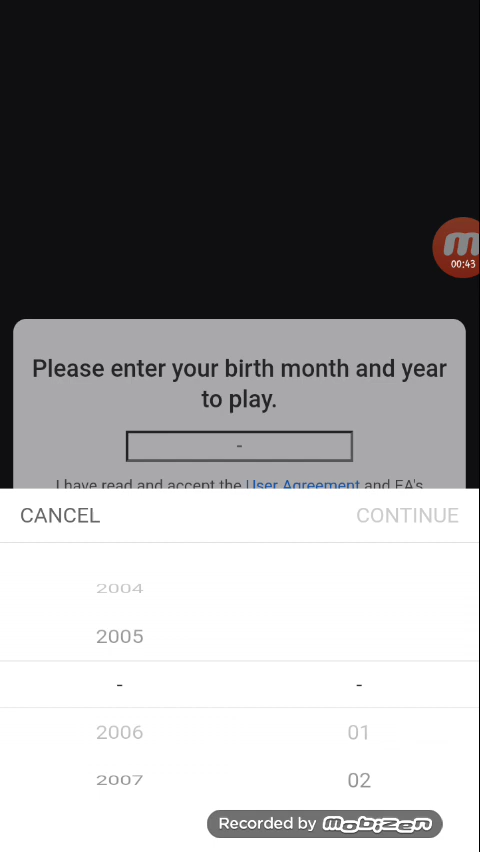 00:43
Please enter your birth month and year
to play.
-
I have read and accept the User Agreement and EA's
CANCEL
CONTINUE
2004
2005
- -
2006 01
2007 02
Recorded by mobizen